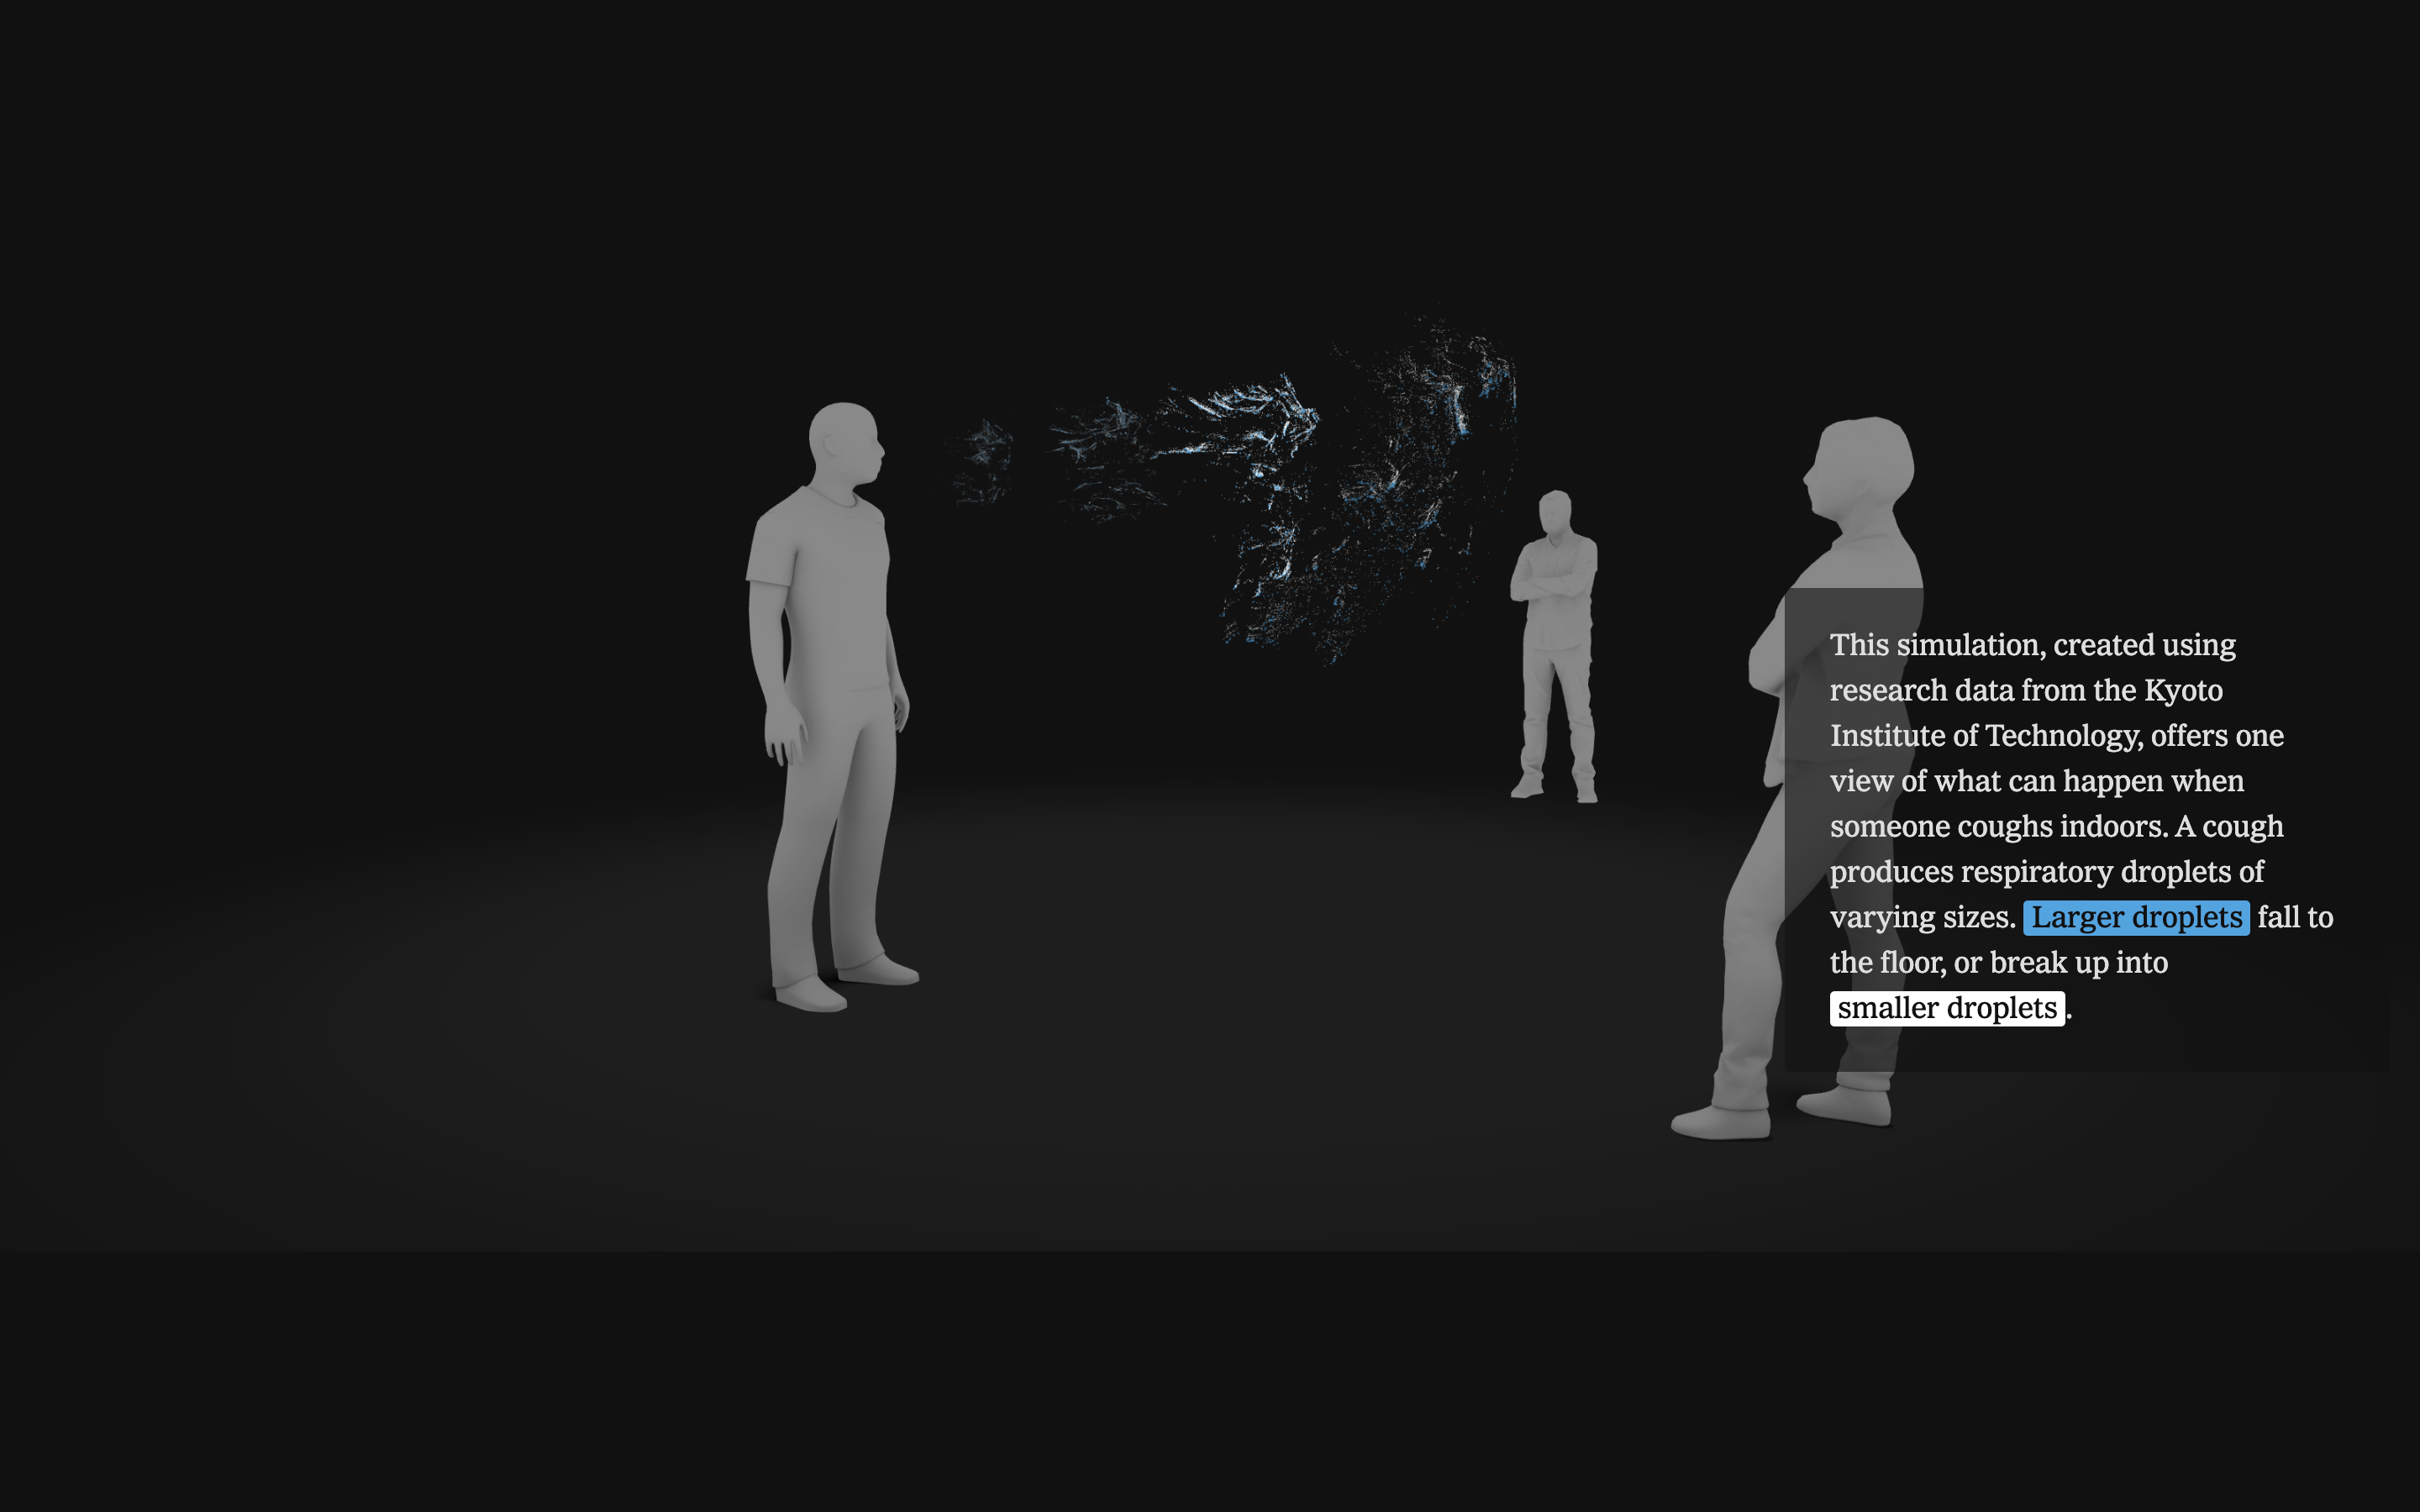 This simulation, created using
research data from the Kyoto
Institute of Technology, offers one
view of what can happen when
someone coughs indoors. A cough
produces respiratory droplets of
varying sizes. Larger droplets fall to
the floor, or break up into
smaller droplets.